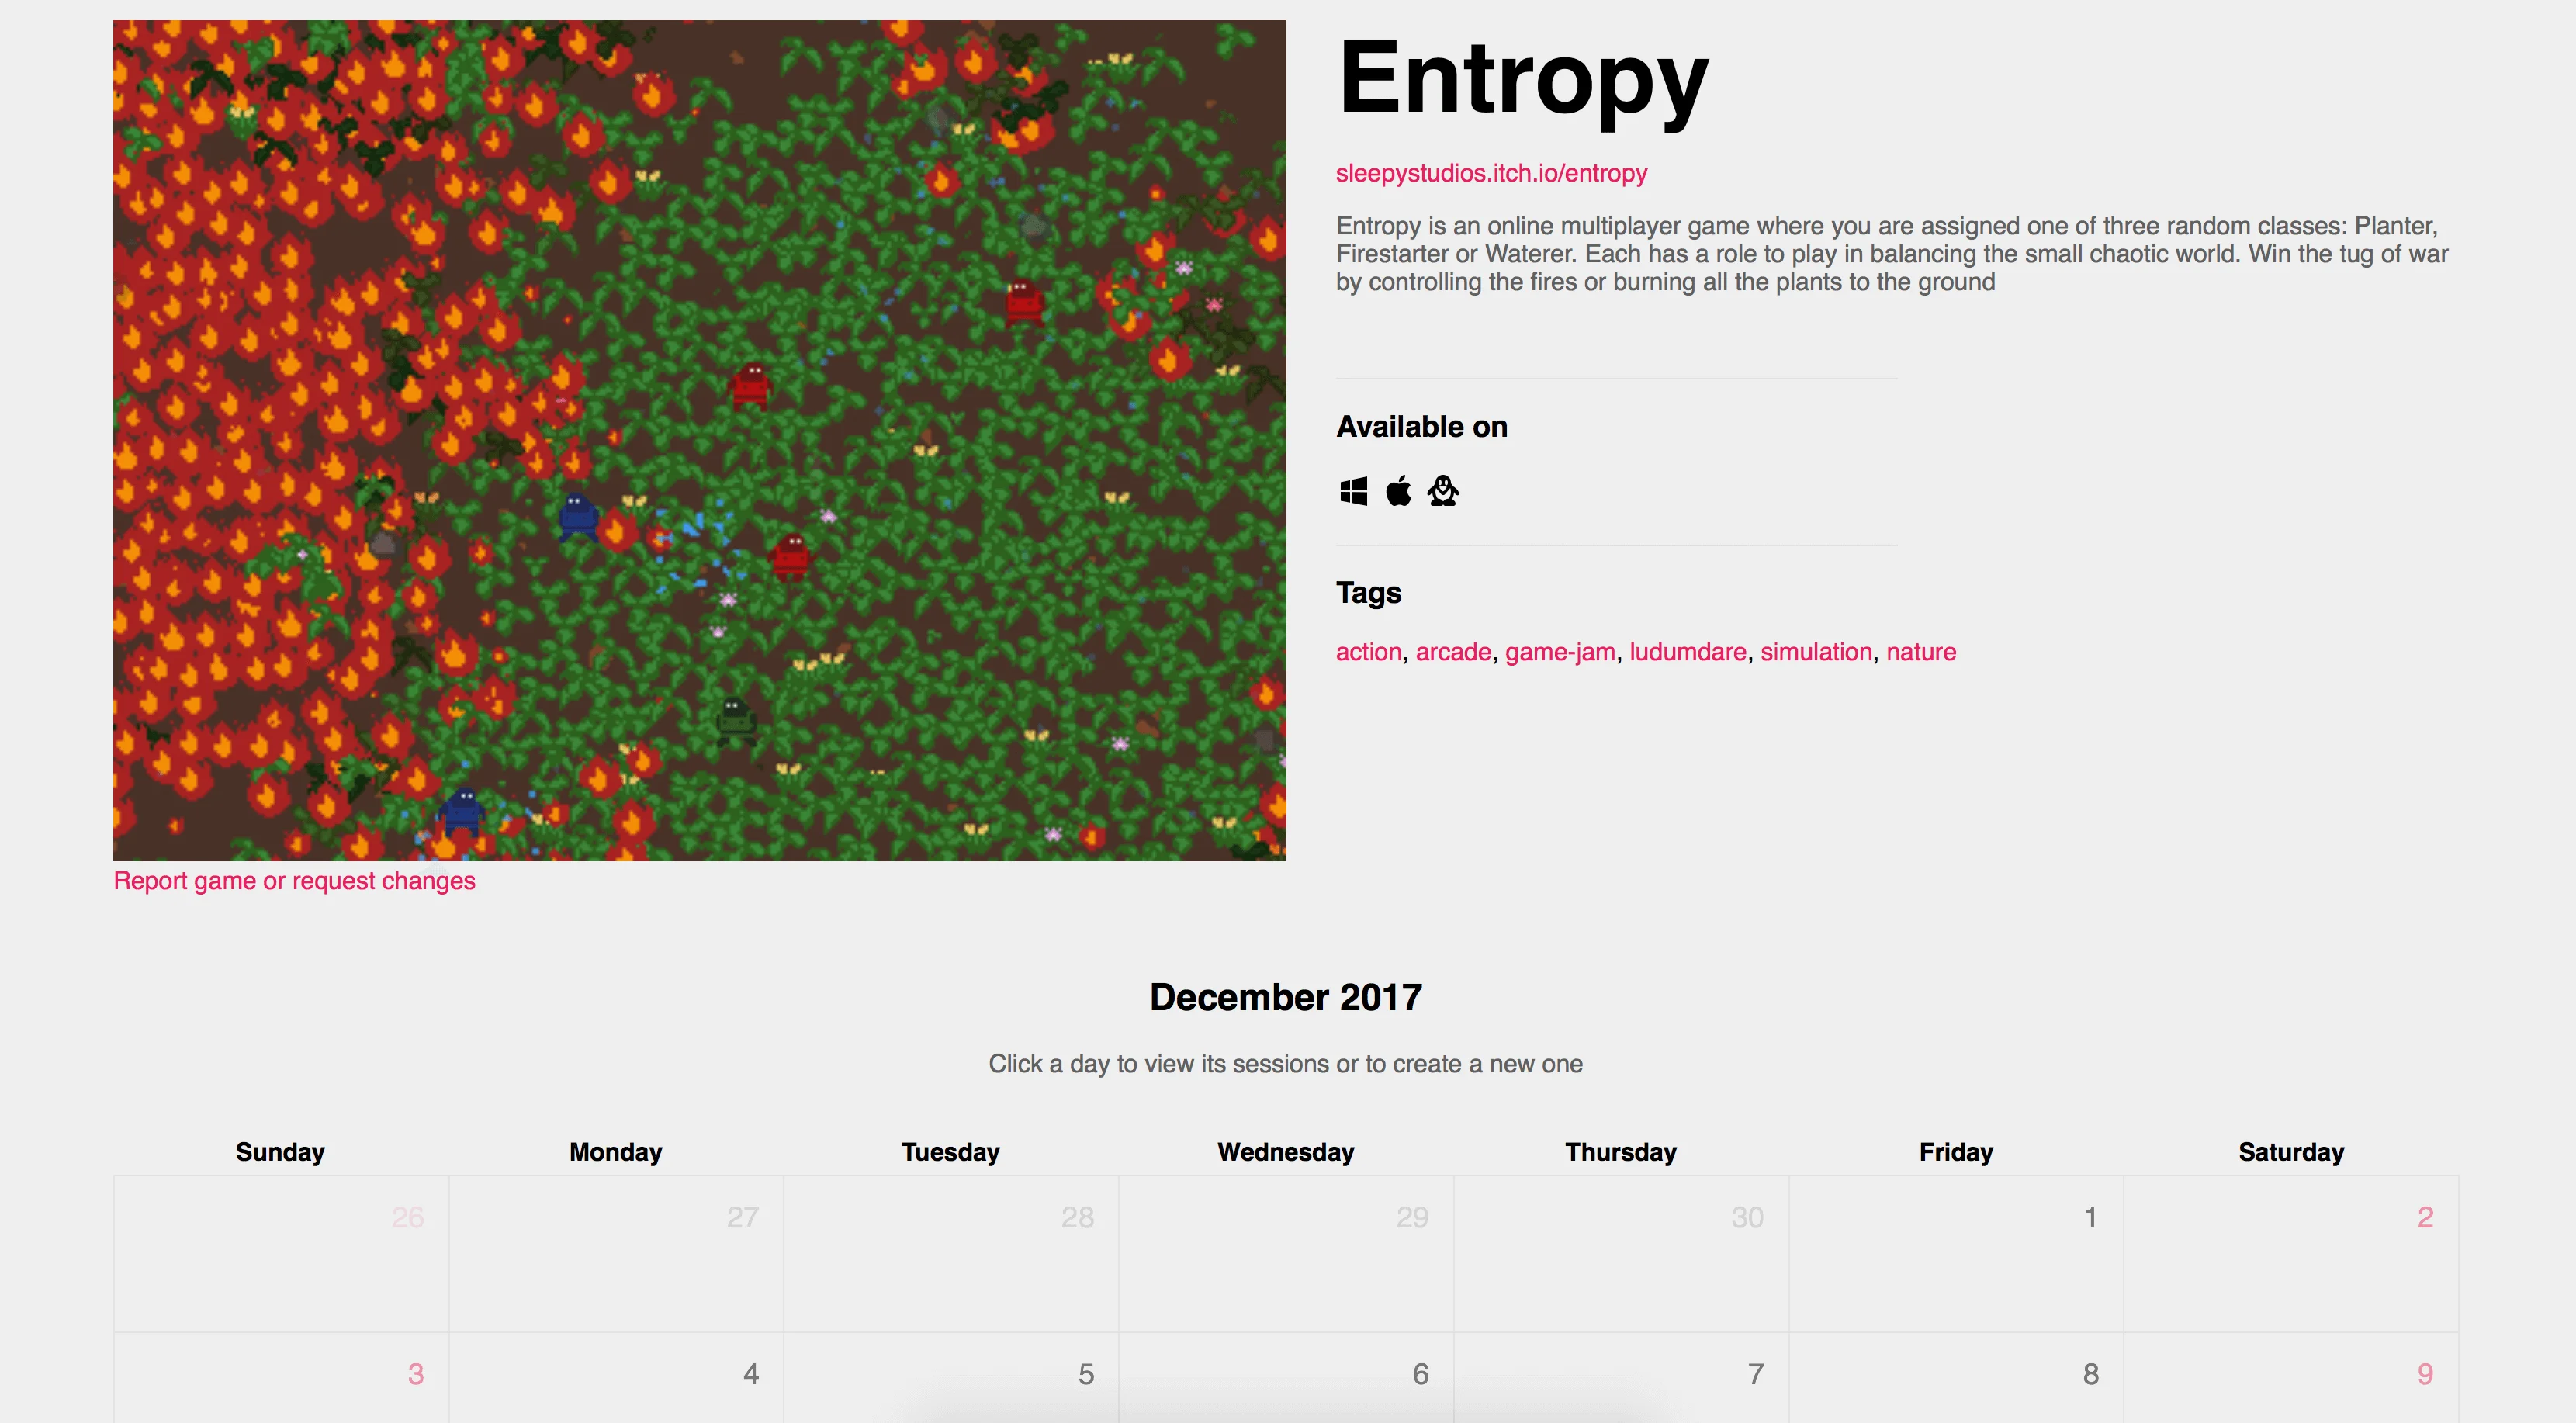 Entropy
sleepystudios.itch.io/entropy
Entropy is an online multiplayer game where you are assigned one of three random classes: Planter,
Firestarter or Waterer. Each has a role to play in balancing the small chaotic world. Win the tug of war
by controlling the fires or burning all the plants to the ground
Available on
Tags
action, arcade, game-jam, ludumdare, simulation, nature
Report game or request changes
December 2017
Click a day to view its sessions or to create a new one
Sunday Monday Tuesday Wednesday Thursday Friday Saturday
26 27 28 29 30 1 2
3 4 5 6 7 8 9